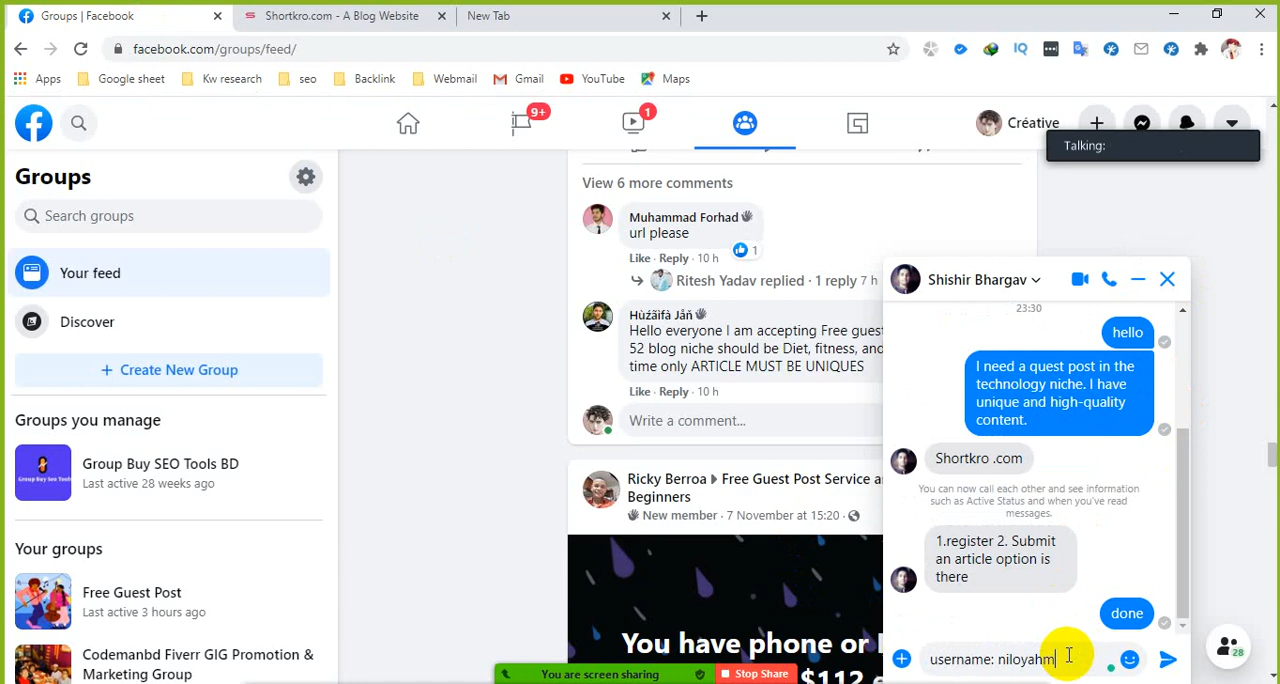 Groups | Facebook
Shortkro.com - A Blog Website
New Tab
facebook.com/groups/feed/
IQ
Apps
Google sheet
Kw research
seo
Backlink
Webmail
Gmail
YouTube
Maps
9+
1
Créative
Talking:
Groups
Search groups
Your feed
Discover
+ Create New Group
Groups you manage
Group Buy SEO Tools BD
Last active 28 weeks ago
Your groups
Free Guest Post
Last active 3 hours ago
Codemanbd Fiverr GIG Promotion &
Marketing Group
View 6 more comments
Muhammad Forhad
url please
1
Like · Reply · 10 h
Ritesh Yadav replied · 1 reply 7 h
Hùźãìfà Jåñ
Hello everyone I am accepting Free guest
52 blog niche should be Diet, fitness, and
time only ARTICLE MUST BE UNIQUES
Like · Reply · 10 h
Write a comment...
Ricky Berroa ▶ Free Guest Post Service a
Beginners
New member · 7 November at 15:20 ·
You have phone or
$112
Shishir Bhargav
23:30
hello
I need a quest post in the
technology niche. I have
unique and high-quality
content.
Shortkro .com
You can now call each other and see information
such as Active Status and when you've read
messages.
1.register 2. Submit
an article option is
there
done
username: niloyahm
28
You are screen sharing
Stop Share